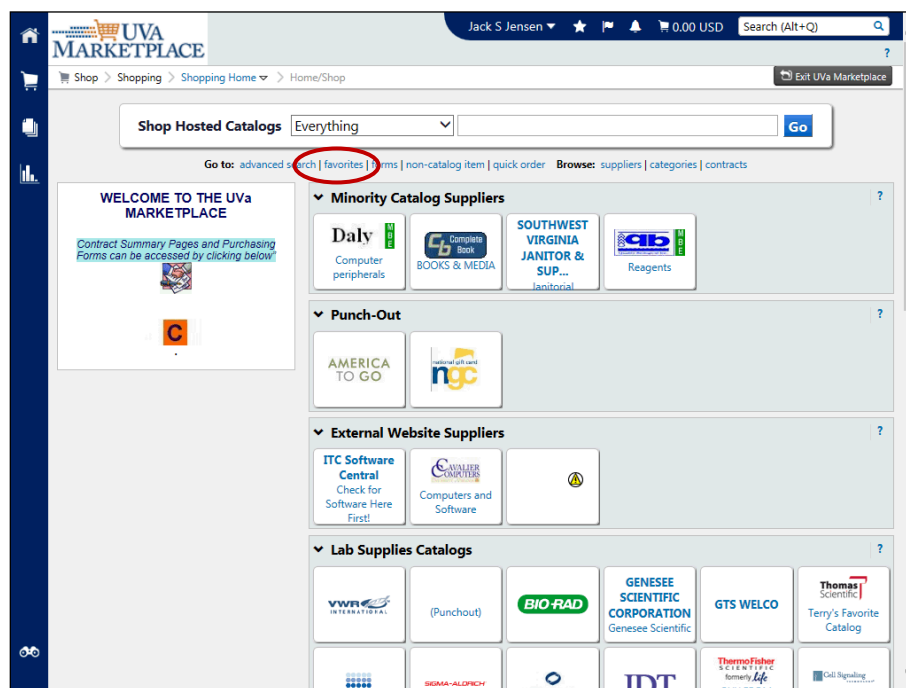 UVA
MARKETPLACE
Jack S Jensen
0.00 USD
Search (Alt+Q)
?
Shop > Shopping > Shopping Home > Home/Shop
Exit UVa Marketplace
Shop Hosted Catalogs
Everything
Go
Go to: advanced search | favorites | forms | non-catalog item | quick order Browse: suppliers | categories | contracts
WELCOME TO THE UVa
MARKETPLACE
Contract Summary Pages and Purchasing
Forms can be accessed by clicking below"
C
Minority Catalog Suppliers
?
Daly
MBE
Computer
peripherals
Cb
Complete
Book
BOOKS & MEDIA
SOUTHWEST
VIRGINIA
JANITOR &
SUP...
Janitorial
MBE
Reagents
Punch-Out
?
AMERICA
TO GO
national gift card
ngc
External Website Suppliers
?
ITC Software
Central
Check for
Software Here
First!
CAVALIER
COMPUTERS
Computers and
Software
Lab Supplies Catalogs
?
VWR
INTERNATIONAL
(Punchout)
BIO-RAD
GENESEE
SCIENTIFIC
CORPORATION
Genesee Scientific
GTS WELCO
Thomas
Scientific
Terry's Favorite
Catalog
SIGMA-ALDRICH
IDT
ThermoFisher
SCIENTIFIC
formerly life
Cell Signaling